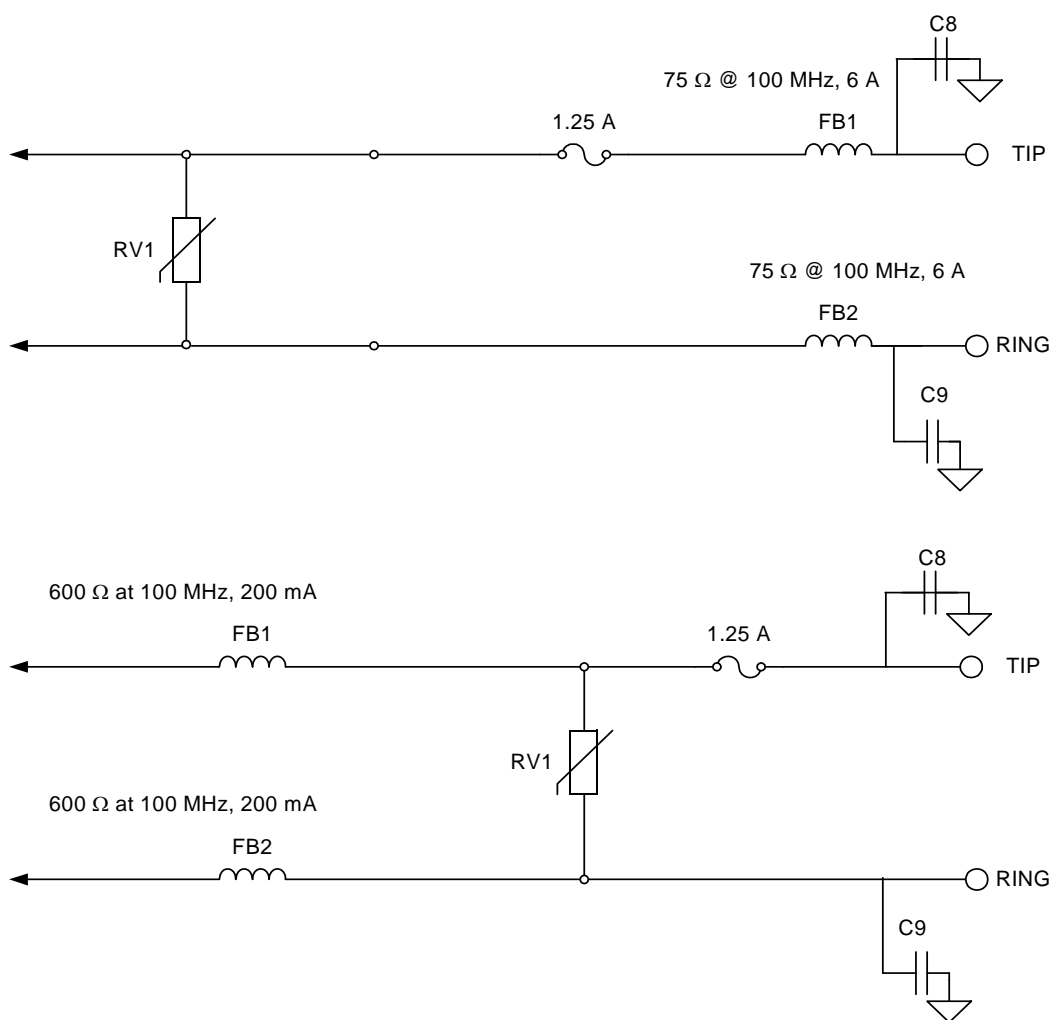 C8
75 Ω @ 100 MHz, 6 A
1.25 A
FB1
TIP
RV1
75 Ω @ 100 MHz, 6 A
FB2
RING
C9
C8
600 Ω at 100 MHz, 200 mA
FB1
1.25 A
TIP
RV1
600 Ω at 100 MHz, 200 mA
FB2
RING
C9